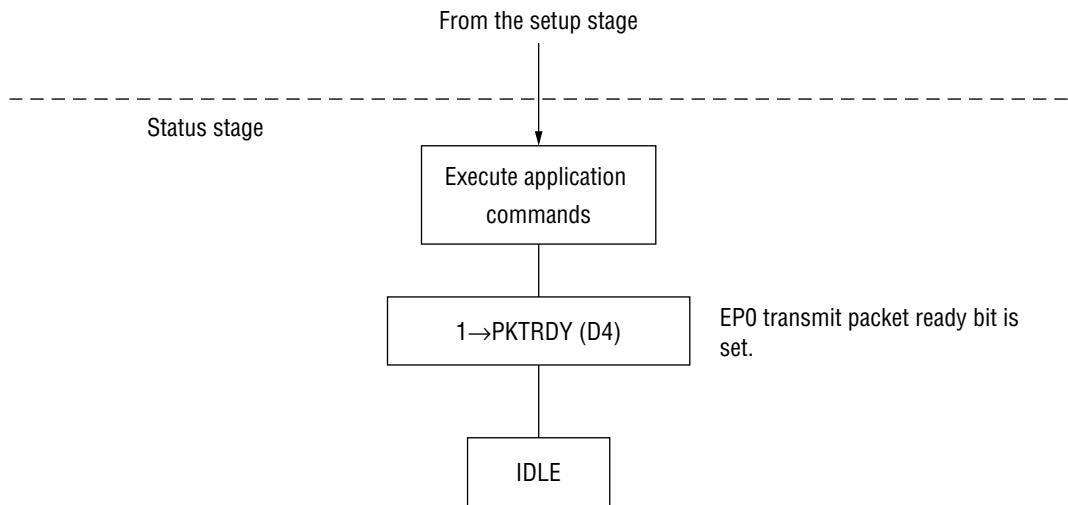 From the setup stage
Status stage
Execute application
commands
1→PKTRDY (D4)
EP0 transmit packet ready bit is
set.
IDLE